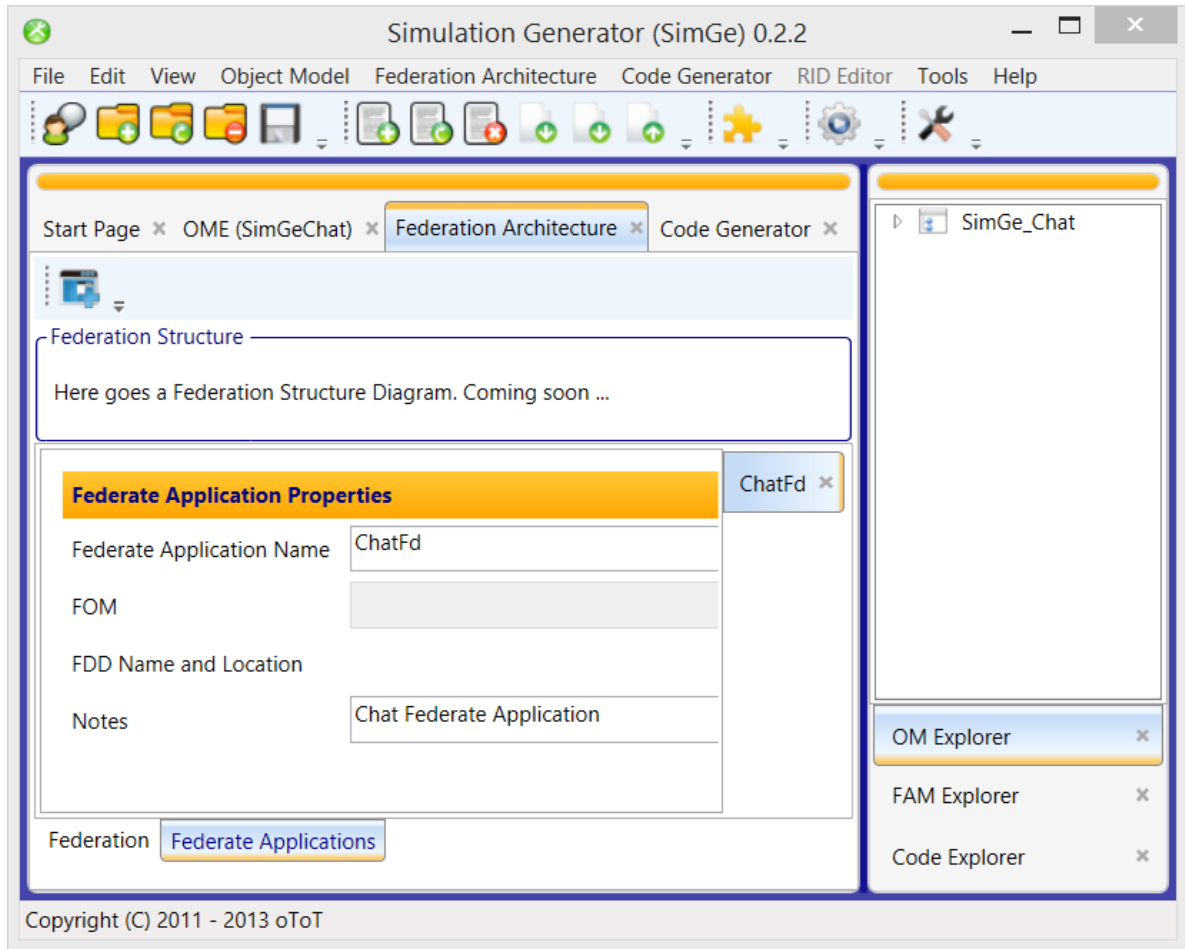 Simulation Generator (SimGe) 0.2.2
File Edit View Object Model Federation Architecture Code Generator RID Editor Tools Help
Start Page OME (SimGeChat) Federation Architecture Code Generator
Federation Structure
Here goes a Federation Structure Diagram. Coming soon ...
Federate Application Properties
Federate Application Name ChatFd
FOM
FDD Name and Location
Notes Chat Federate Application
ChatFd
Federation Federate Applications
SimGe_Chat
OM Explorer
FAM Explorer
Code Explorer
Copyright (C) 2011 - 2013 oToT